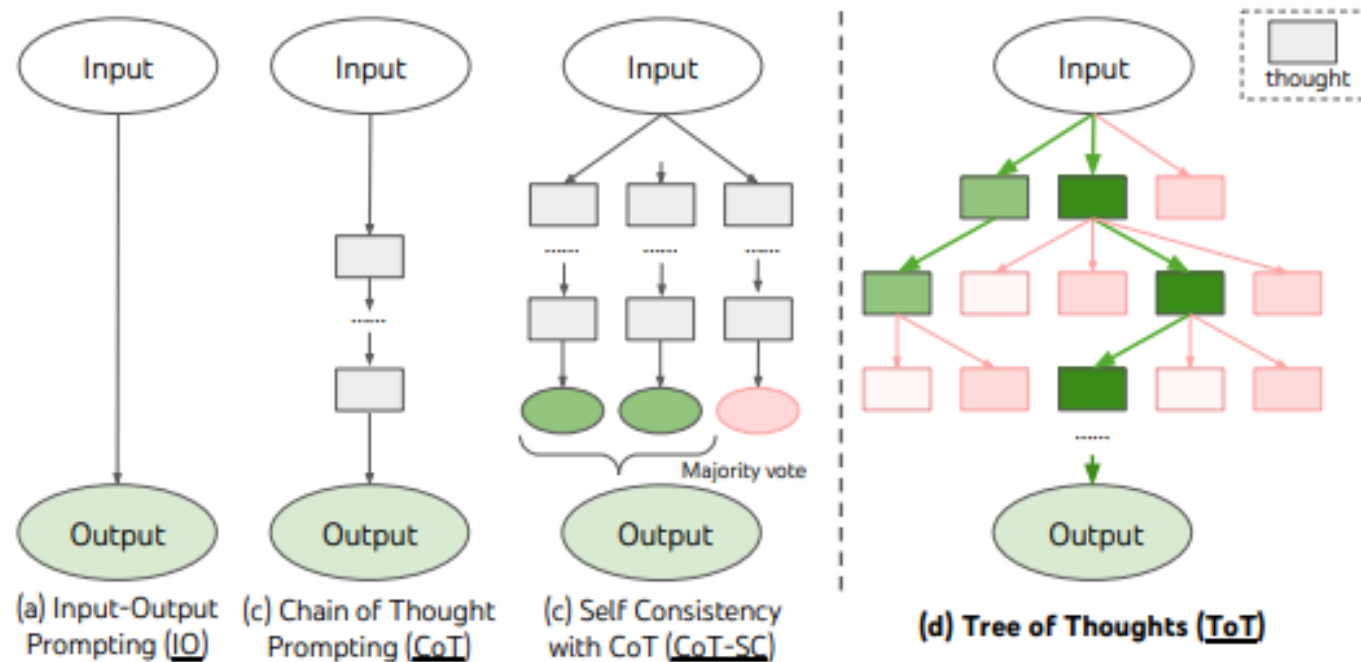 Input
Input
Input
Input
thought
......
......
......
......
Majority vote
......
Output
Output
Output
Output
(a) Input-Output
Prompting (IO)
(c) Chain of Thought
Prompting (CoT)
(c) Self Consistency
with CoT (CoT-SC)
(d) Tree of Thoughts (ToT)